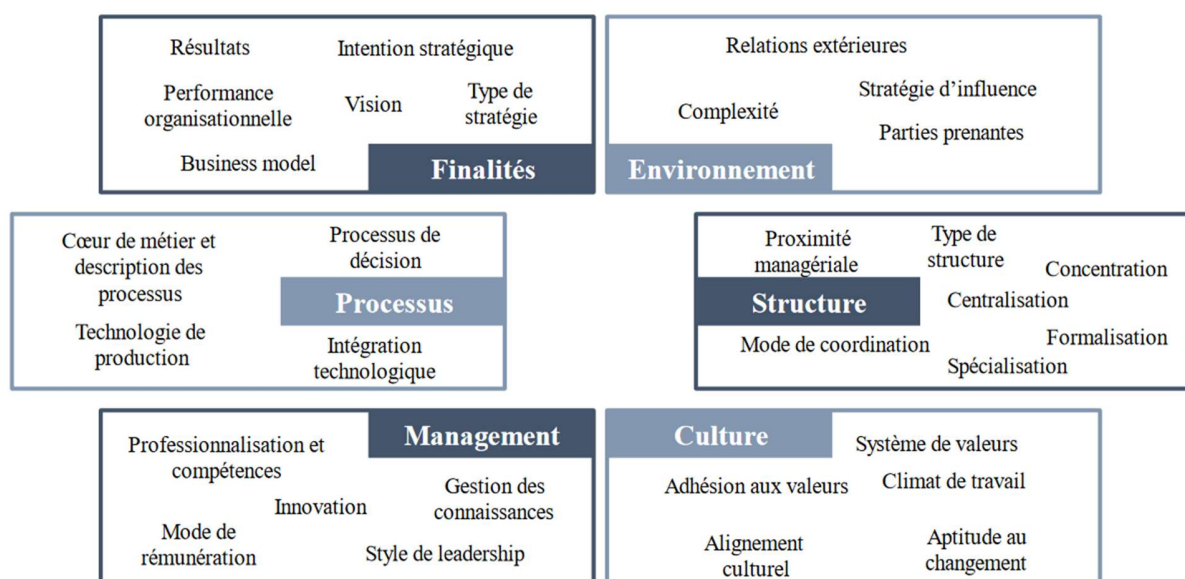 Résultats
Intention stratégique
Performance
organisationnelle
Vision
Type de
stratégie
Business model
Finalités
Relations extérieures
Complexité
Stratégie d'influence
Parties prenantes
Environnement
Cœur de métier et
description des
processus
Processus de
décision
Processus
Technologie de
production
Intégration
technologique
Proximité
managériale
Type de
structure
Concentration
Structure
Centralisation
Mode de coordination
Formalisation
Spécialisation
Management
Professionnalisation et
compétences
Innovation
Gestion des
connaissances
Mode de
rémunération
Style de leadership
Culture
Système de valeurs
Adhésion aux valeurs
Climat de travail
Alignement
culturel
Aptitude au
changement